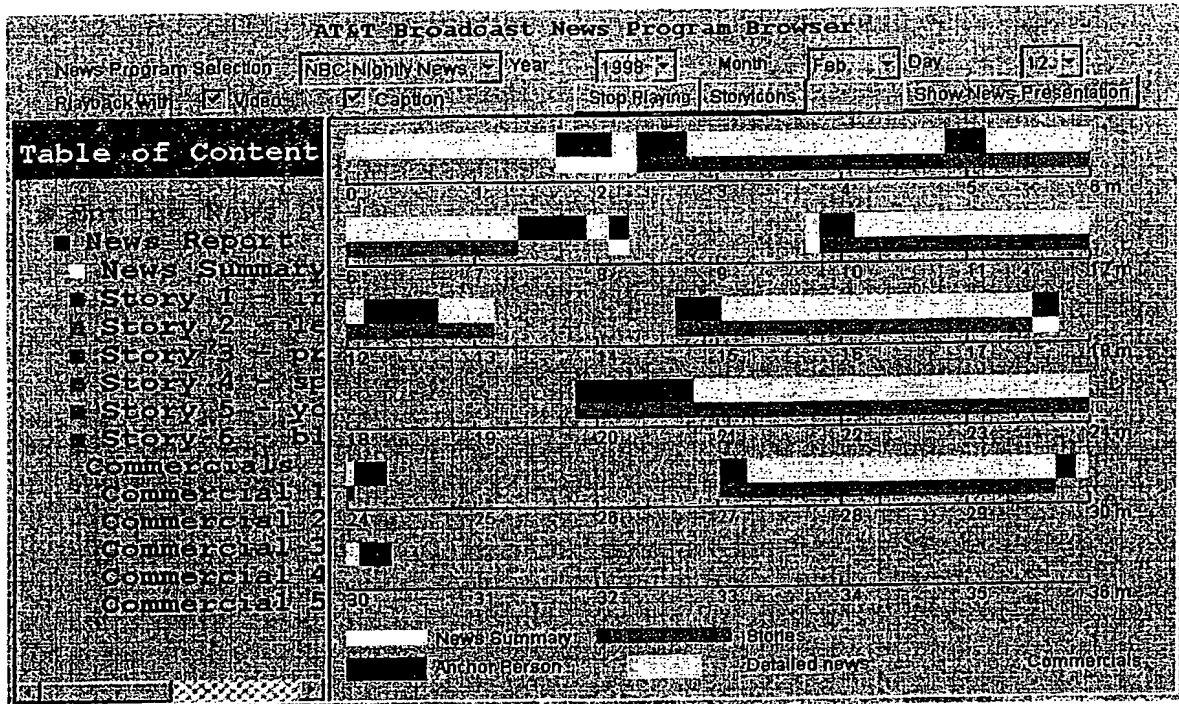 AT&T Broadcast News Program Browser
News Program Selection NBC Nightly News Year 1998 Month Feb Day 12
Playback with Video Caption Stop Playing StoryIcons Show News Presentation
Table of Content
News
News Report
News Summary
Story 1 -
Story 2 -
Story 3 - pr
Story 4 - sp
Story 5 - yo
Story 6 - bl
Commercials
Commercial 1
Commercial 2
Commercial 3
Commercial 4
Commercial 5
0 1 2 3 4 5 6 m
6 7 8 9 10 11 12 m
12 13 14 15 16 17 18 m
18 19 20 21 22 23 24 m
24 25 26 27 28 29 30 m
30 31 32 33 34 35 36 m
News Summary Stories
Anchor Person Detailed news Commercials